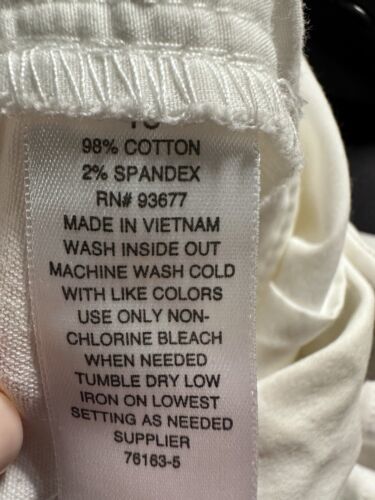 98% COTTON
2% SPANDEX
RN# 93677
MADE IN VIETNAM
WASH INSIDE OUT
MACHINE WASH COLD
WITH LIKE COLORS
USE ONLY NON-
CHLORINE BLEACH
WHEN NEEDED
TUMBLE DRY LOW
IRON ON LOWEST
SETTING AS NEEDED
SUPPLIER
76163-5